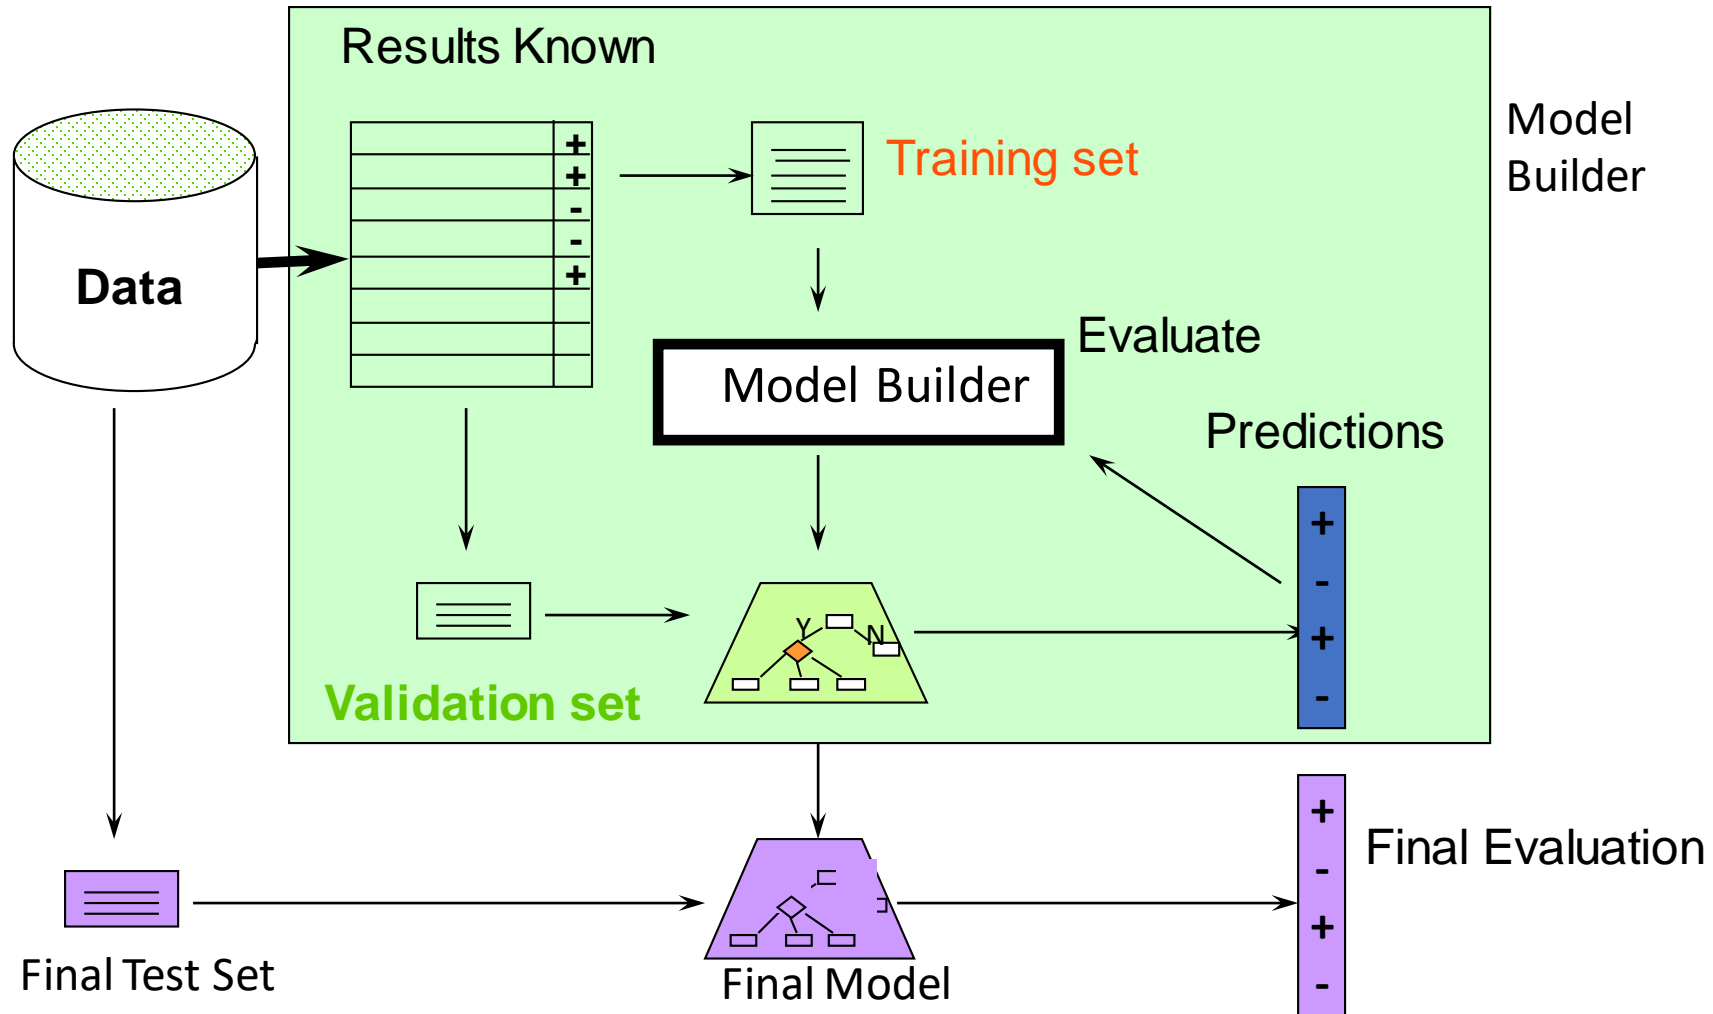 Results Known
Model
Builder
+
+
-
-
+
Training set
Data
Evaluate
Model Builder
Predictions
+
-
+
-
Y
N
Validation set
+
-
+
-
Final Evaluation
Final Test Set
Final Model